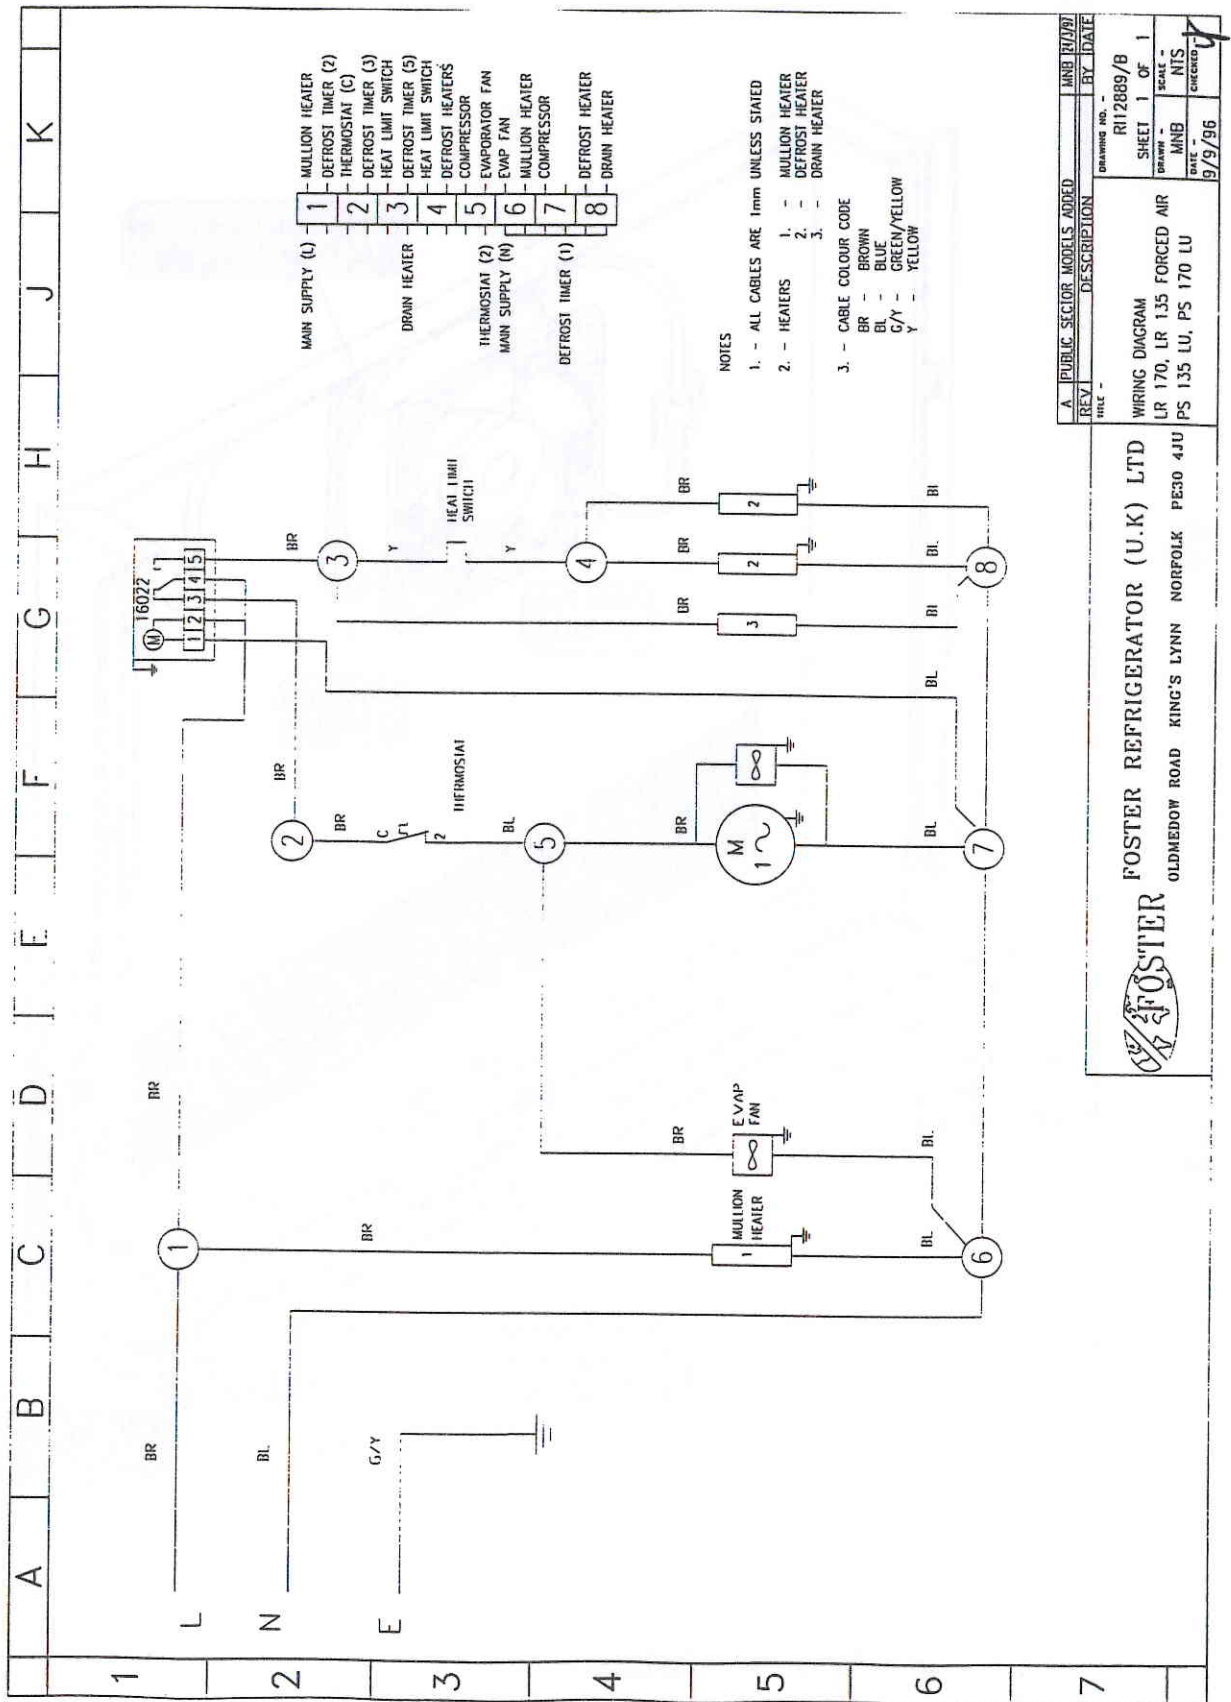 A B C D E F G H J K
1
2
3
4
5
6
7
L
N
E
BR
BL
G/Y
1
BR
BR
2
BR
BR
C
2
THERMOSTAT
BL
5
BR
M
1
BL
7
BR
EVAP
FAN
BL
MULLION
HEATER
1
BL
6
16022
M
1 2 3 4 5
BR
3
Y
HEAT LIMIT
SWITCH
Y
4
BR
2
BL
BR
2
BL
BR
3
BL
BL
8
MAIN SUPPLY (L)
DRAIN HEATER
THERMOSTAT (2)
MAIN SUPPLY (N)
DEFROST TIMER (1)
1
2
3
4
5
6
7
8
MULLION HEATER
DEFROST TIMER (2)
THERMOSTAT (C)
DEFROST TIMER (3)
HEAT LIMIT SWITCH
DEFROST TIMER (5)
HEAT LIMIT SWITCH
DEFROST HEATERS
COMPRESSOR
EVAPORATOR FAN
EVAP FAN
MULLION HEATER
COMPRESSOR
DEFROST HEATER
DRAIN HEATER
NOTES
1. - ALL CABLES ARE 1mm UNLESS STATED
2. - HEATERS 1. - MULLION HEATER
2. - DEFROST HEATER
3. - DRAIN HEATER
3. - CABLE COLOUR CODE
BR - BROWN
BL - BLUE
G/Y - GREEN/YELLOW
Y - YELLOW
A PUBLIC SECTOR MODELS ADDED MNB
REV DESCRIPTION BY DATE
FOSTER
FOSTER REFRIGERATOR (U.K) LTD
OLDMEDOW ROAD KING'S LYNN NORFOLK PE30 4JU
TITLE -
WIRING DIAGRAM
LR 170, LR 135 FORCED AIR
PS 135 LU, PS 170 LU
DRAWING NO. -
RI12889/B
SHEET 1 OF 1
DRAWN - MNB
SCALE - NTS
DATE - 9/9/96
CHECKED -